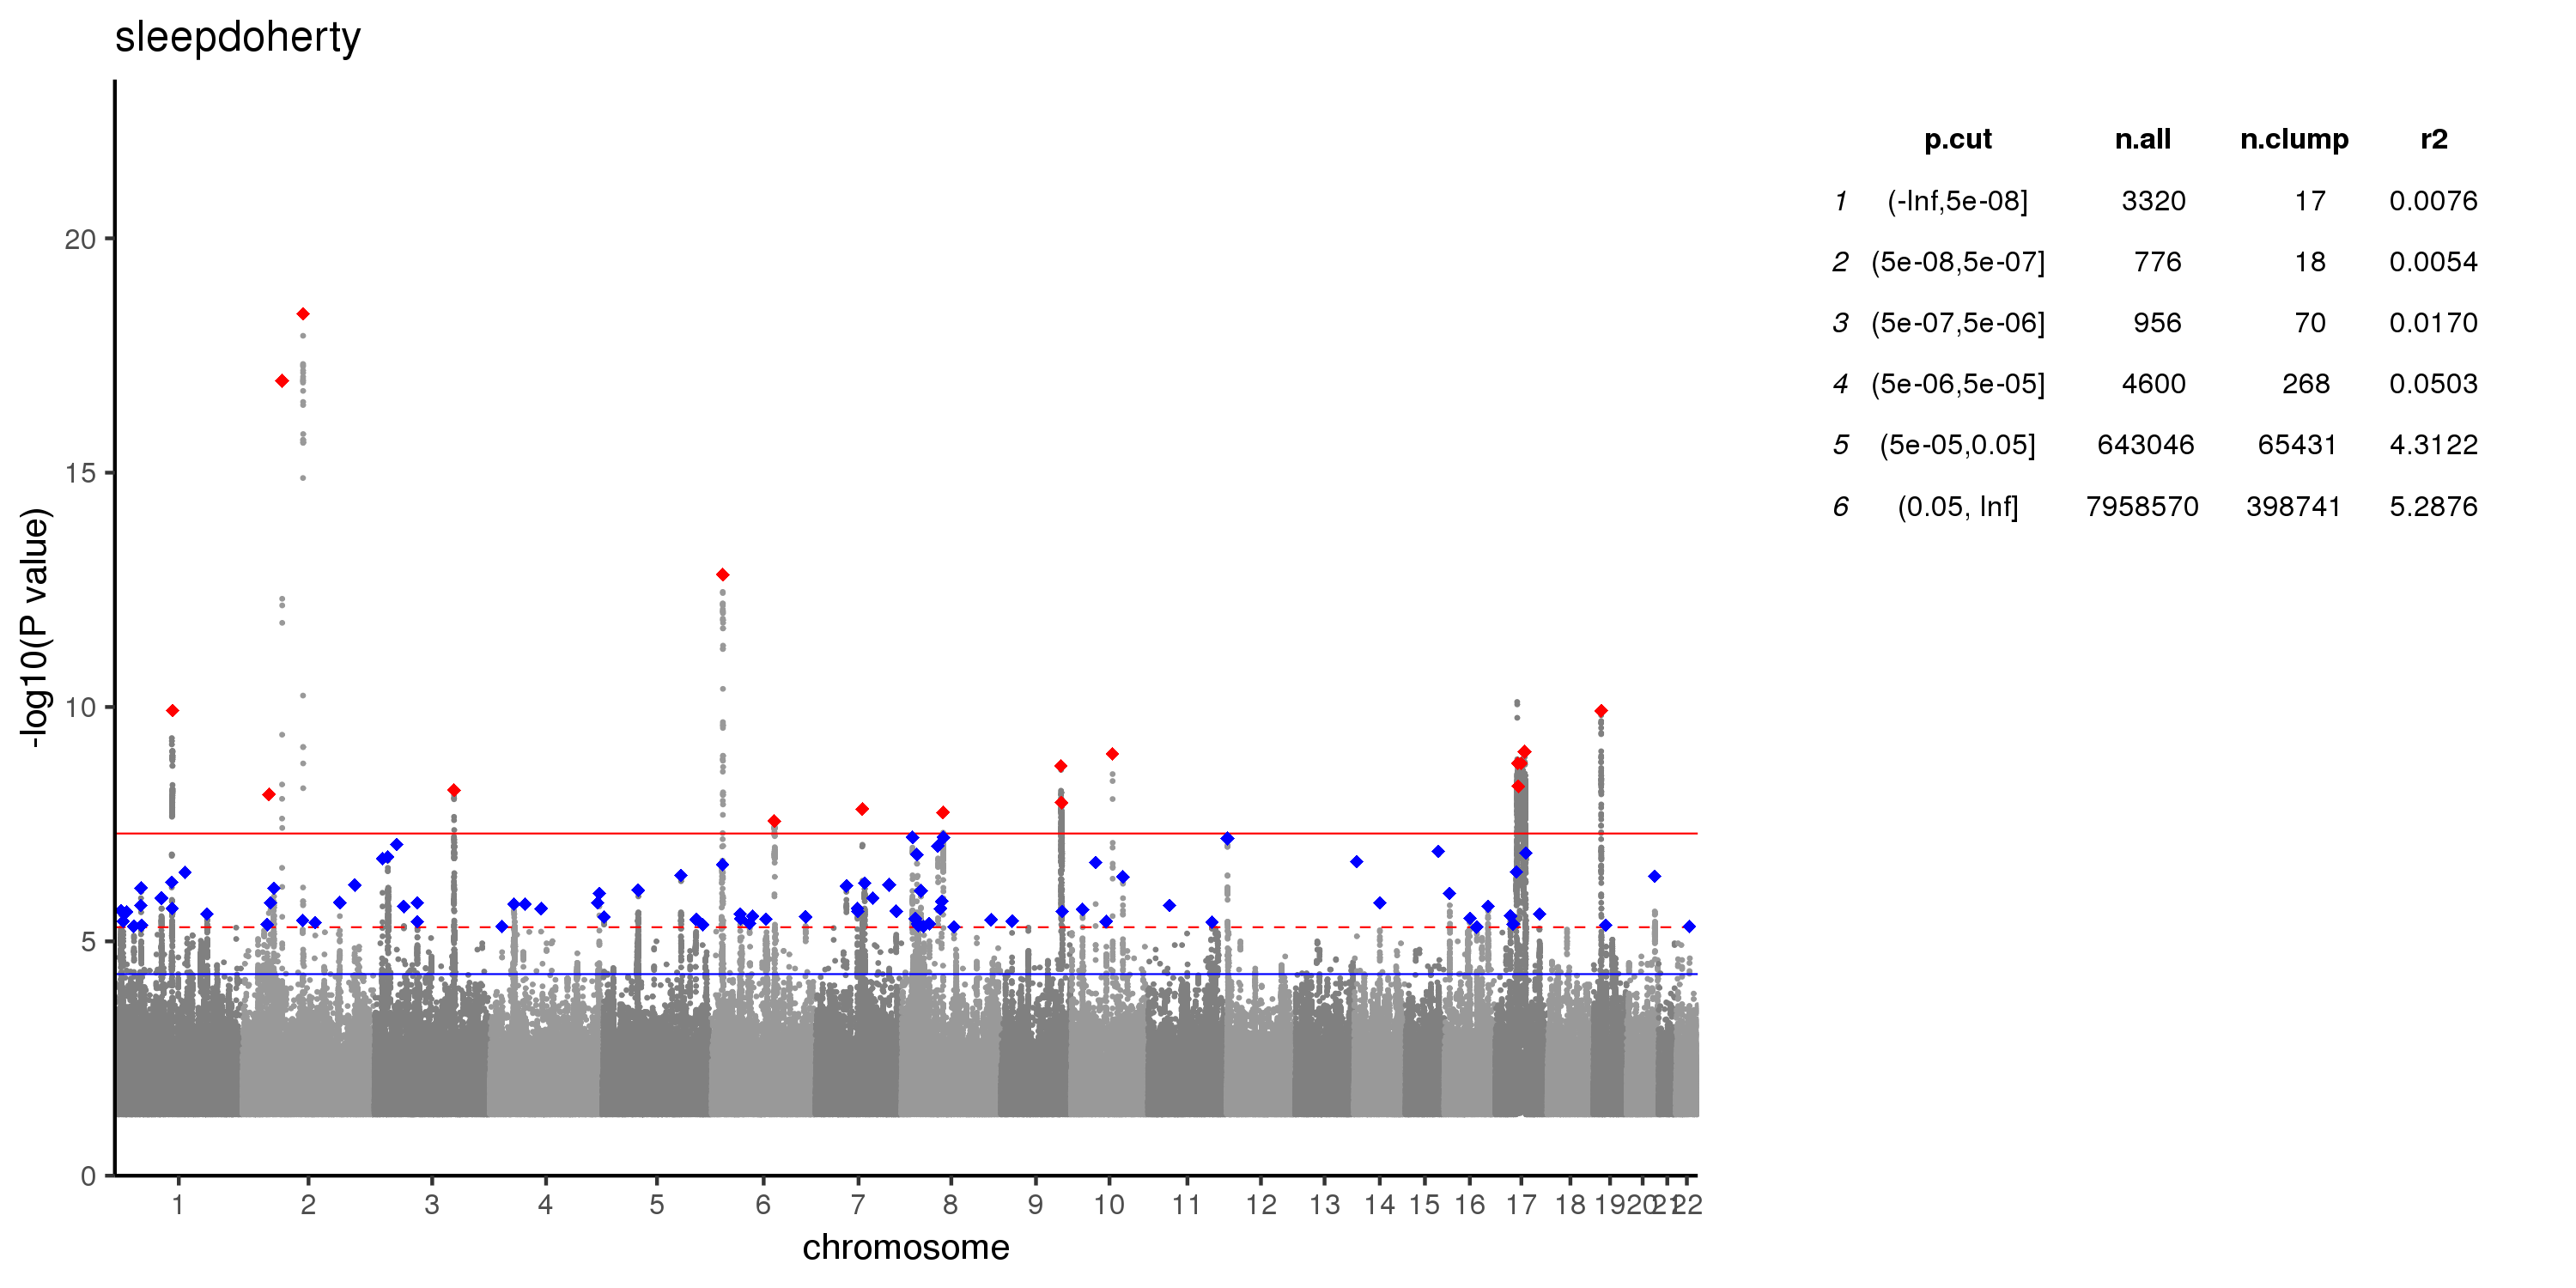 sleepdoherty
-log10(P value)
20
15
10
5
0
1 2 3 4 5 6 7 8 9 10 11 12 13 14 15 16 17 18 19 20 21 22
chromosome
p.cut n.all n.clump r2
1 (-Inf,5e-08] 3320 17 0.0076
2 (5e-08,5e-07] 776 18 0.0054
3 (5e-07,5e-06] 956 70 0.0170
4 (5e-06,5e-05] 4600 268 0.0503
5 (5e-05,0.05] 643046 65431 4.3122
6 (0.05, Inf] 7958570 398741 5.2876